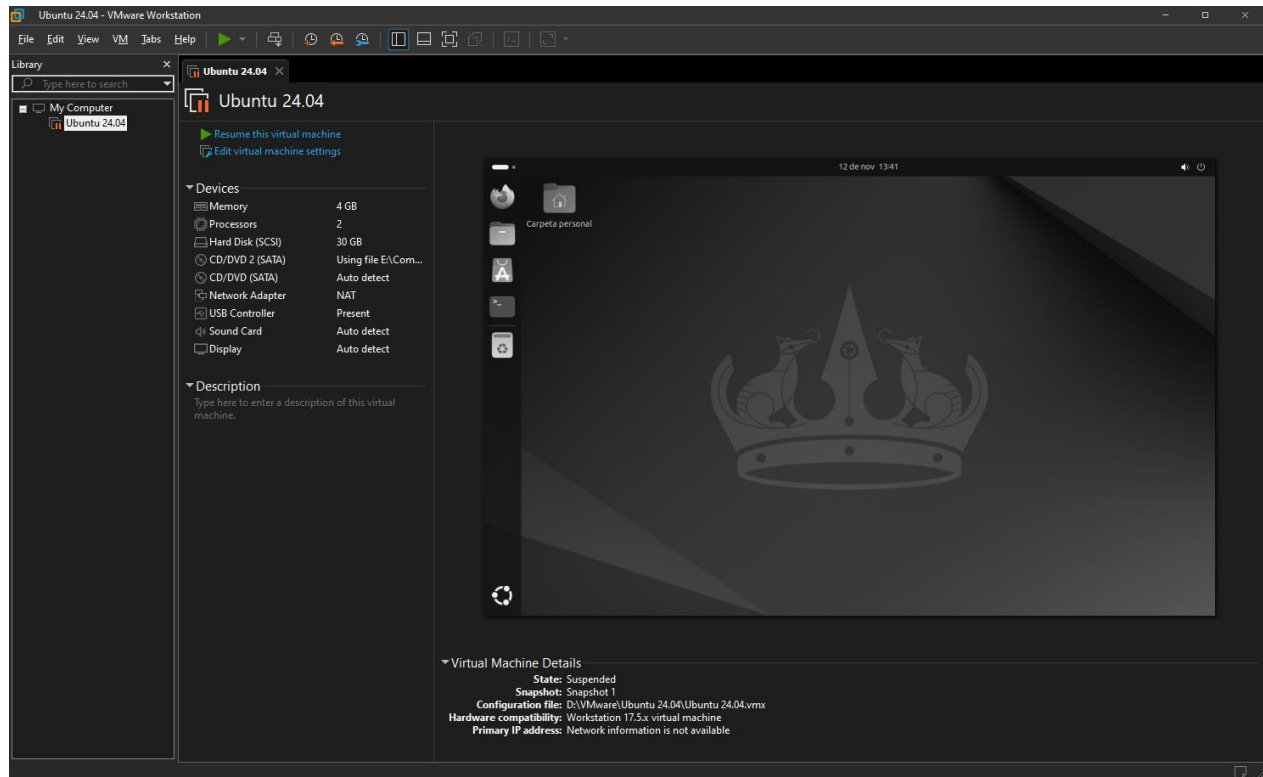 Ubuntu 24.04 - VMware Workstation
File Edit View VM Tabs Help
Library
Type here to search
My Computer
Ubuntu 24.04
Ubuntu 24.04
Ubuntu 24.04
Resume this virtual machine
Edit virtual machine settings
Devices
Memory 4 GB
Processors 2
Hard Disk (SCSI) 30 GB
CD/DVD 2 (SATA) Using file E:\Com...
CD/DVD (SATA) Auto detect
Network Adapter NAT
USB Controller Present
Sound Card Auto detect
Display Auto detect
Description
Type here to enter a description of this virtual
machine.
12 de nov 13:41
Carpeta personal
Virtual Machine Details
State: Suspended
Snapshot: Snapshot 1
Configuration file: D:\VMware\Ubuntu 24.04\Ubuntu 24.04.vmx
Hardware compatibility: Workstation 17.5.x virtual machine
Primary IP address: Network information is not available